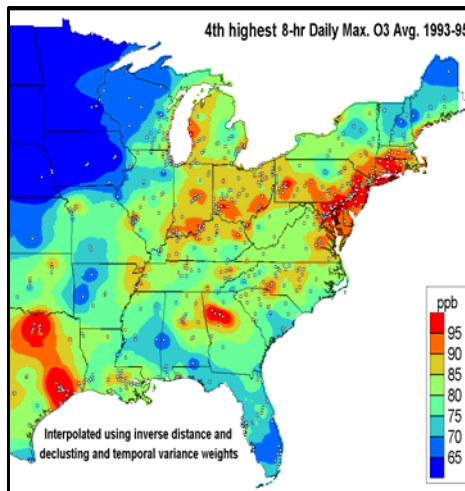 4th highest 8-hr Daily Max. O3 Avg. 1993-95
ppb
95
90
85
80
75
70
65
Interpolated using inverse distance and
declusting and temporal variance weights